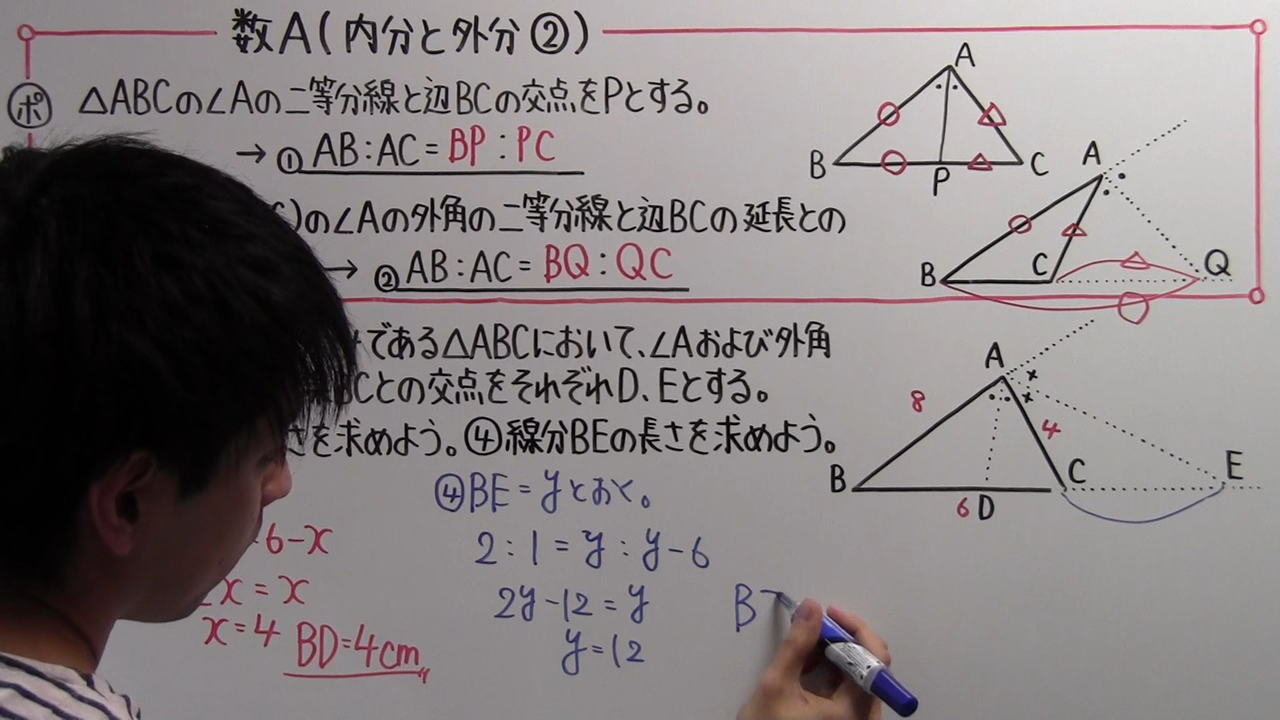 数A(内分と外分②)
ポ △ABCの∠Aの二等分線と辺BCの交点をPとする。
→ ① AB:AC = BP:PC
)の∠Aの外角の二等分線と辺BCの延長との
→ ② AB:AC = BQ:QC
である△ABCにおいて、∠Aおよび外角
BCとの交点をそれぞれD、Eとする。
さを求めよう。④線分BEの長さを求めよう。
6-x
x = x
x=4 BD=4cm
④BE=yとおく。
2:1 = y:y-6
2y-12=y
y=12
B
A
B
P
C
A
B
C
Q
A
8
4
B
6
D
C
E